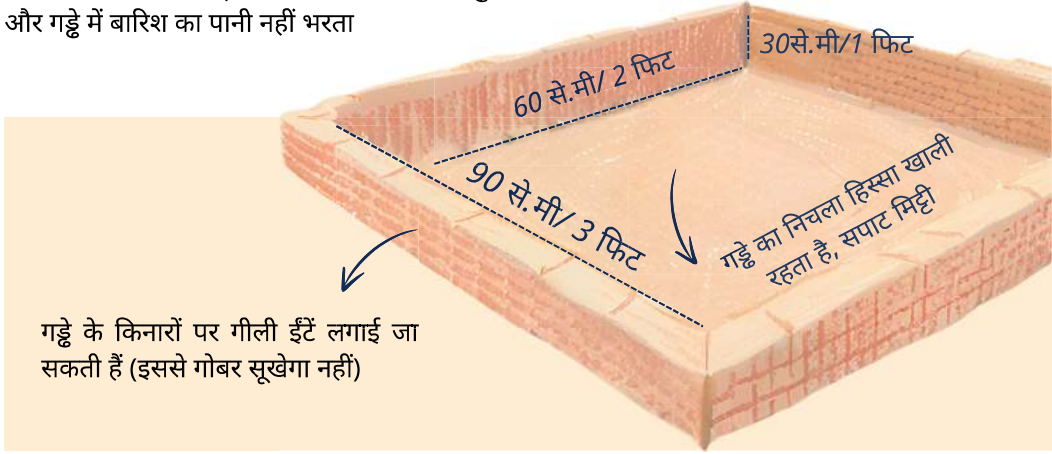 और गड्ढे में बारिश का पानी नहीं भरता
30से.मी/1 फिट
60 से.मी/ 2 फिट
90 से.मी/ 3 फिट
गड्ढे का निचला हिस्सा खाली
रहता है, सपाट मिट्टी
गड्ढे के किनारों पर गीली ईंटें लगाई जा
सकती हैं (इससे गोबर सूखेगा नहीं)